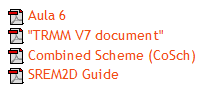 Aula 6
"TRMM V7 document"
Combined Scheme (CoSch)
SREM2D Guide